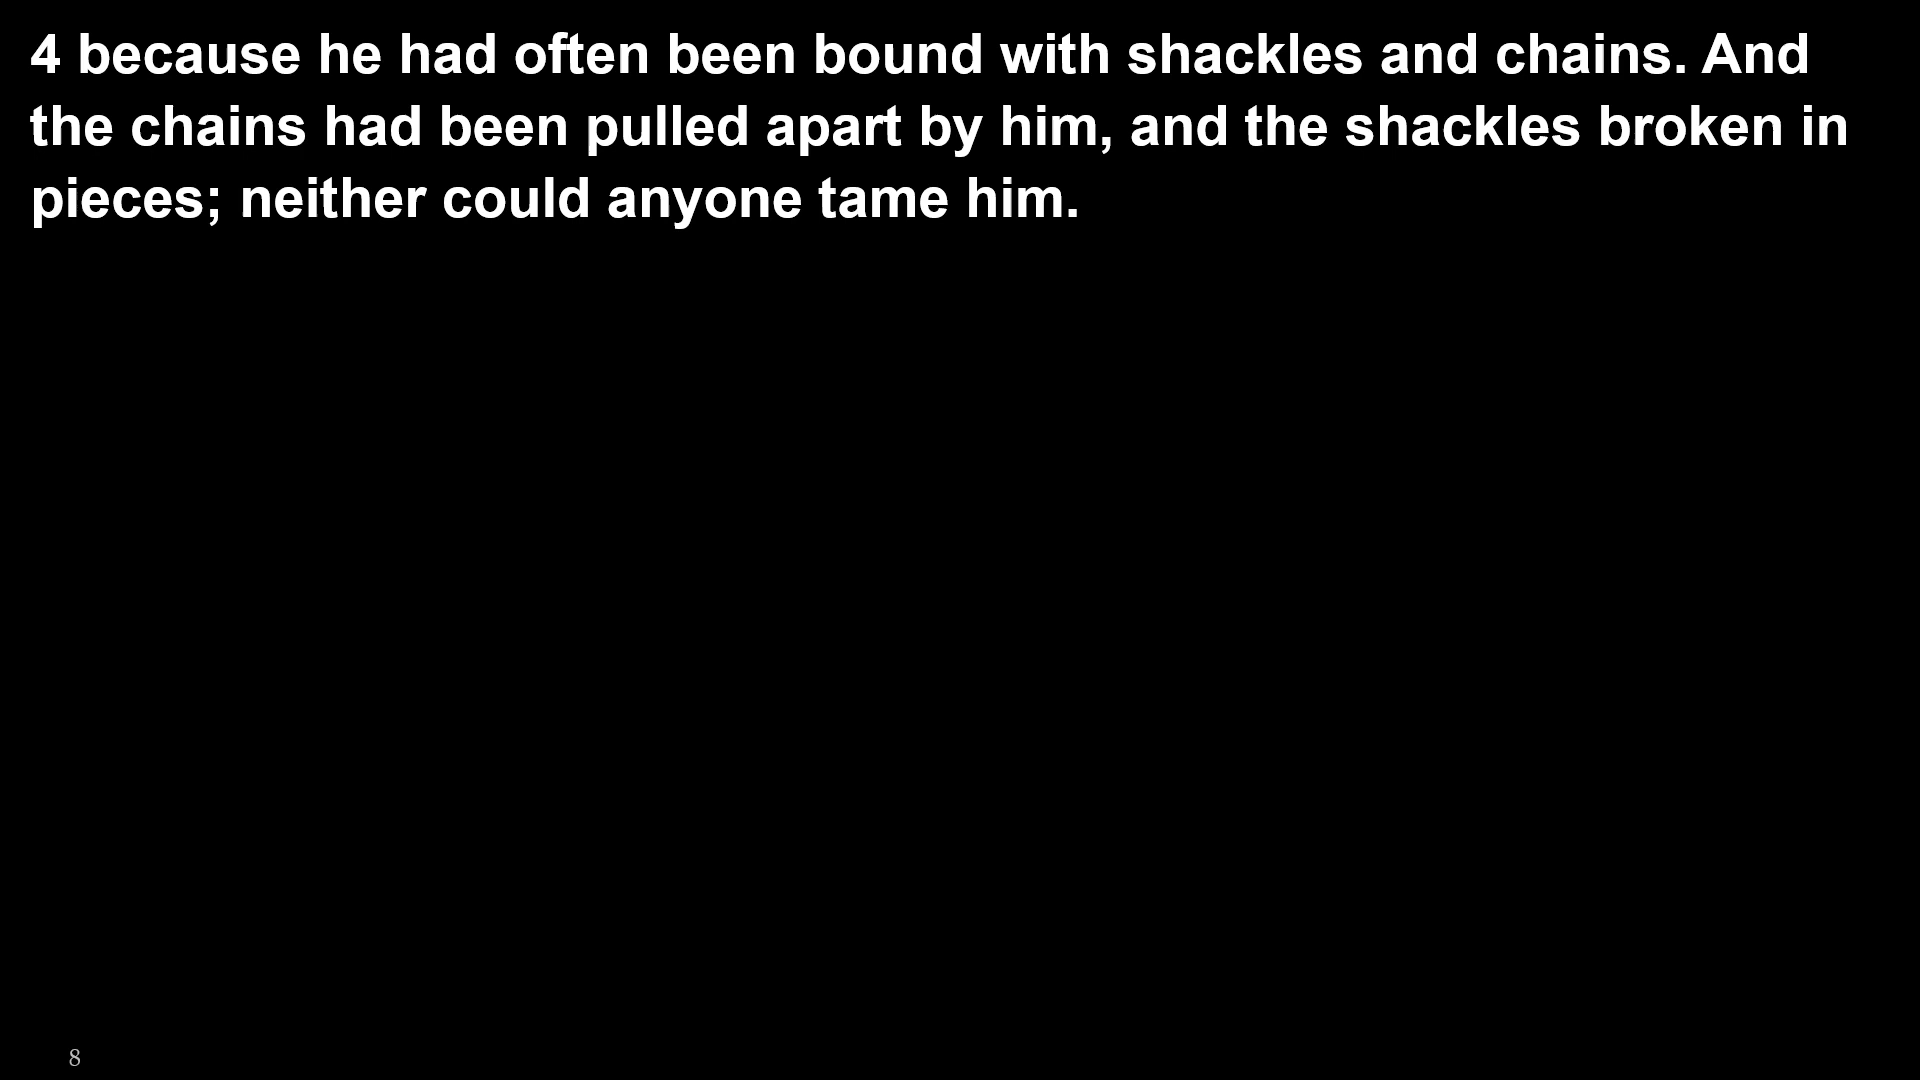 4 because he had often been bound with shackles and chains. And
the chains had been pulled apart by him, and the shackles broken in
pieces; neither could anyone tame him.
8